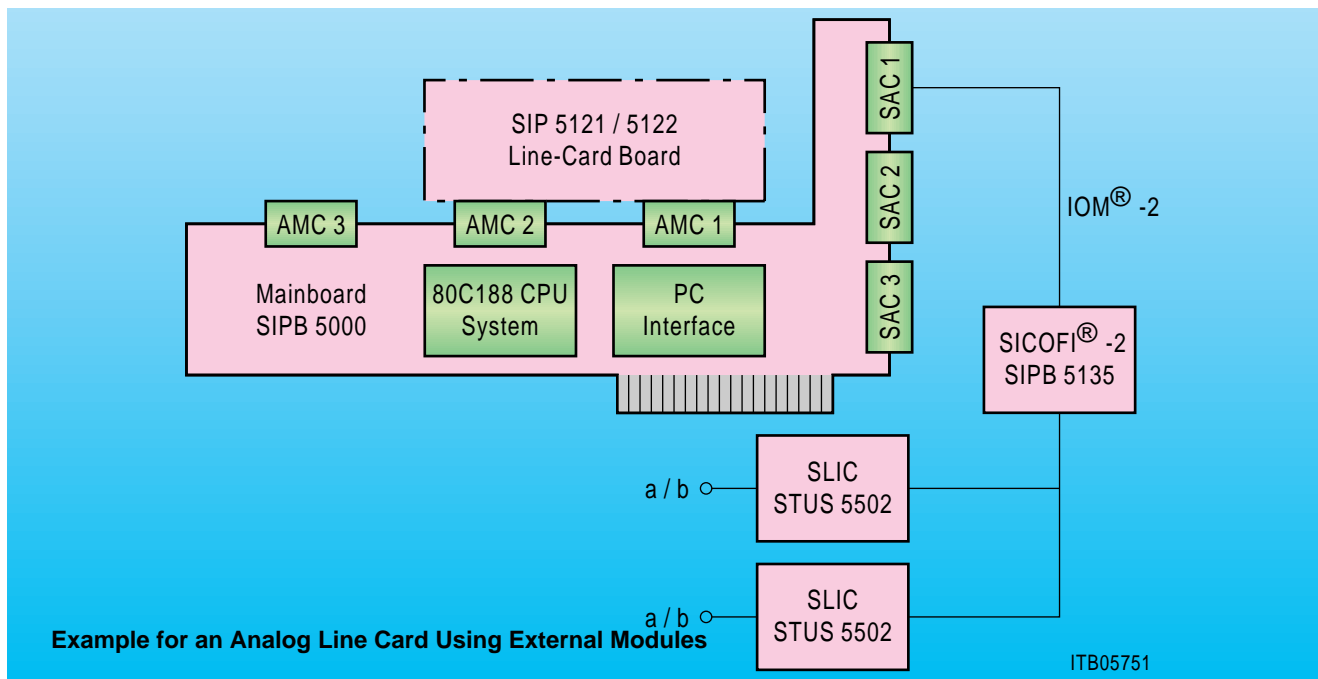 SIP 5121 / 5122
Line-Card Board
SAC 1
SAC 2
SAC 3
AMC 3
AMC 2
AMC 1
IOM® -2
Mainboard
SIPB 5000
80C188 CPU
System
PC
Interface
SICOFI® -2
SIPB 5135
a / b
SLIC
STUS 5502
a / b
SLIC
STUS 5502
Example for an Analog Line Card Using External Modules
ITB05751